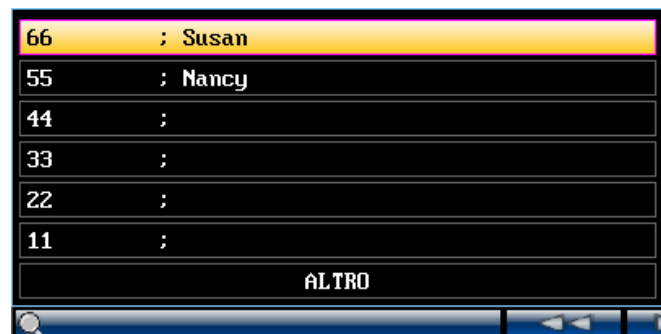 66 ; Susan
55 ; Nancy
44 ;
33 ;
22 ;
11 ;
ALTRO